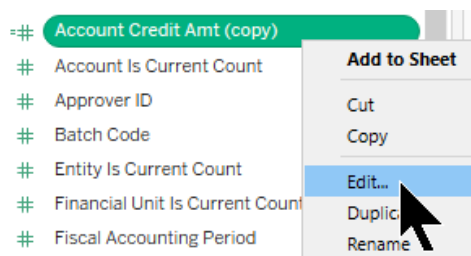 Account Credit Amt (copy)
Account Is Current Count
Approver ID
Batch Code
Entity Is Current Count
Financial Unit Is Current Count
Fiscal Accounting Period
Add to Sheet
Cut
Copy
Edit...
Rename